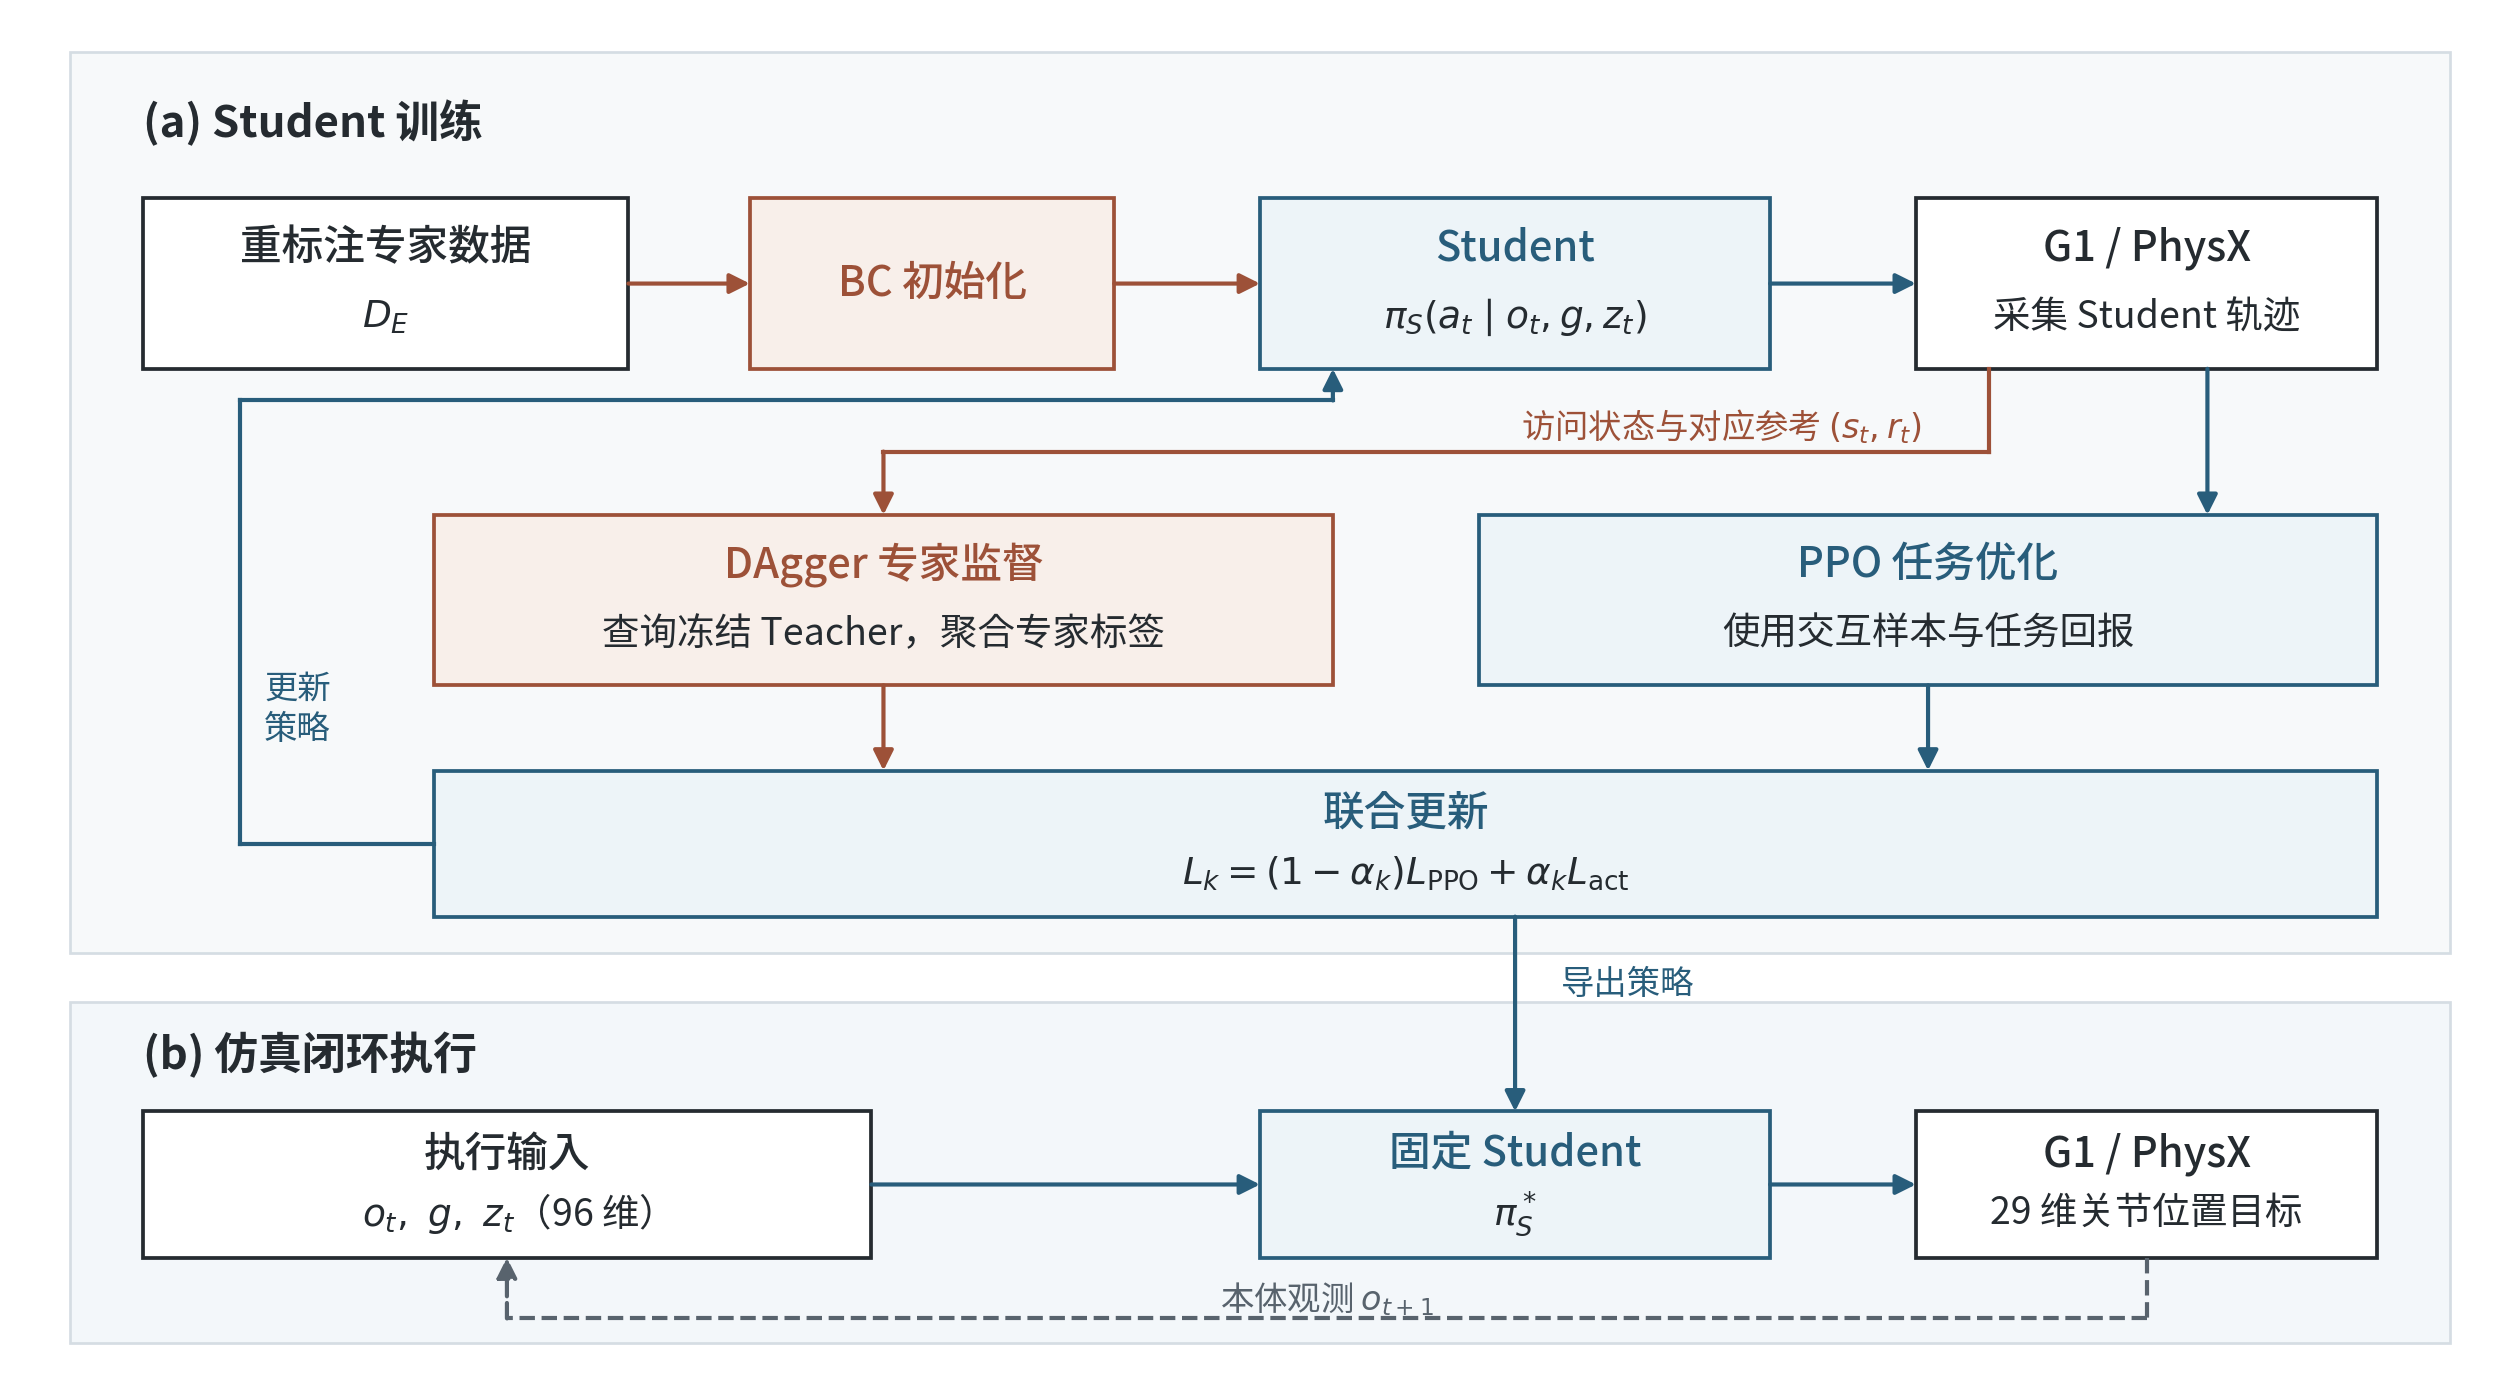 (a) Student 训练
重标注专家数据
D_E
BC 初始化
Student
π_S(a_t | o_t, g, z_t)
G1 / PhysX
采集 Student 轨迹
访问状态与对应参考 (s_t, r_t)
DAgger 专家监督
查询冻结 Teacher，聚合专家标签
PPO 任务优化
使用交互样本与任务回报
更新
策略
联合更新
L_k = (1 − α_k)L_PPO + α_k L_act
导出策略
(b) 仿真闭环执行
执行输入
o_t, g, z_t（96 维）
固定 Student
π_S^*
G1 / PhysX
29 维关节位置目标
本体观测 o_{t+1}